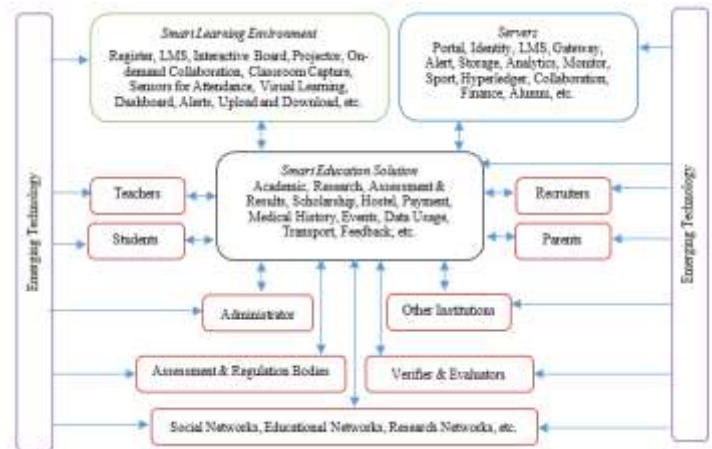 Smart Learning Environment
Register, LMS, Interactive Board, Projector, On-
demand Collaboration, Classroom Capture,
Sensors for Attendance, Visual Learning,
Dashboard, Alerts, Upload and Download, etc.
Servers
Portal, Identity, LMS, Gateway,
Alert, Storage, Analytics, Monitor,
Sport, Hyperledger, Collaboration,
Finance, Alumni, etc.
Emerging Technology
Smart Education Solution
Academic, Research, Assessment &
Results, Scholarship, Hostel, Payment,
Medical History, Events, Data Usage,
Transport, Feedback, etc.
Teachers
Students
Recruiters
Parents
Emerging Technology
Administrator
Other Institutions
Assessment & Regulation Bodies
Verifier & Evaluators
Social Networks, Educational Networks, Research Networks, etc.